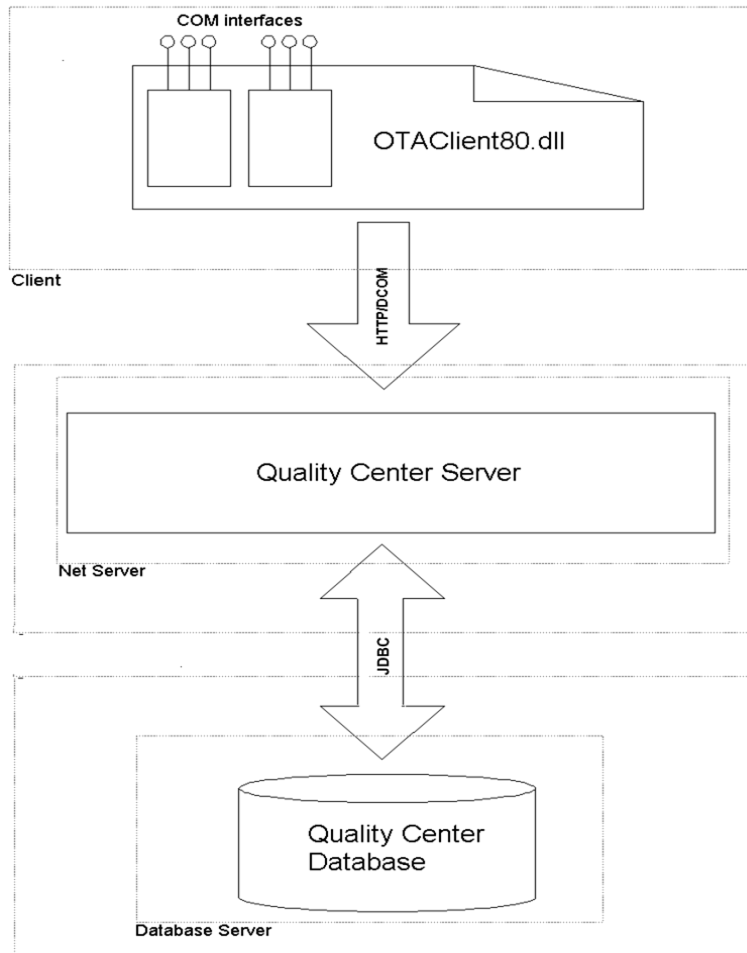 COM interfaces
OTAClient80.dll
Client
HTTP/DCOM
Quality Center Server
Net Server
JDBC
Quality Center
Database
Database Server